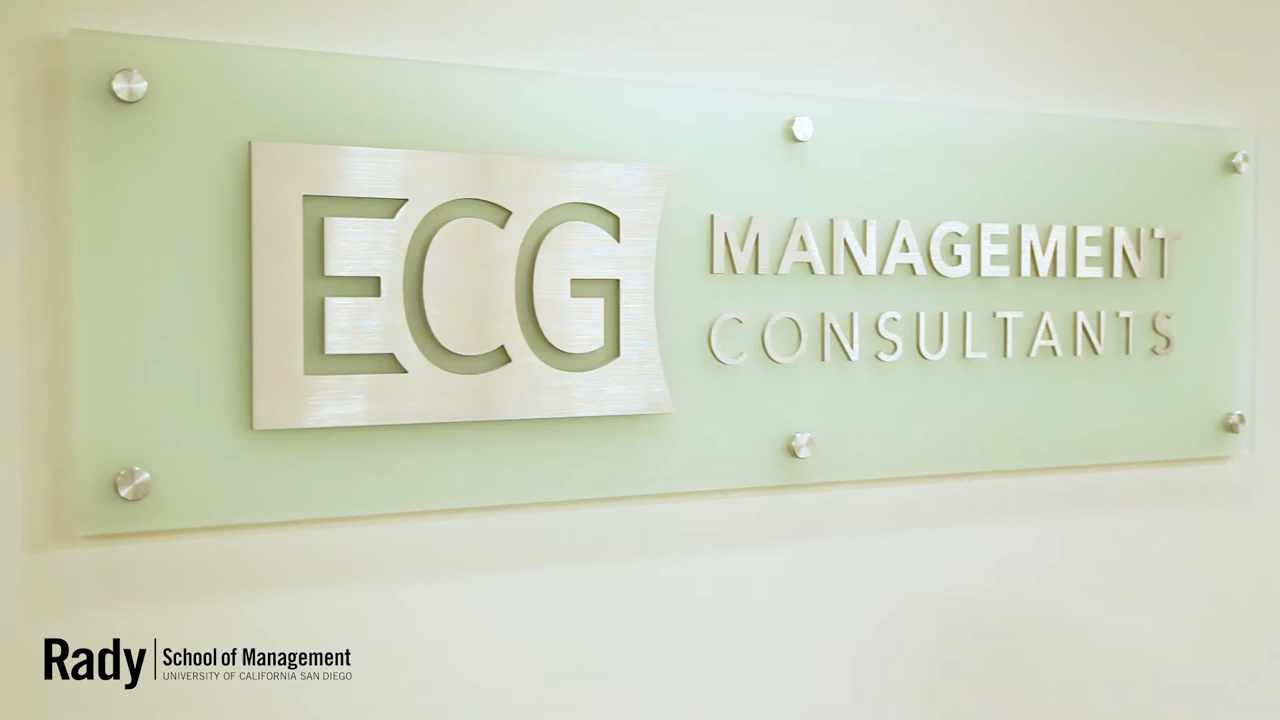 ECG
MANAGEMENT
CONSULTANTS
Rady
School of Management
UNIVERSITY OF CALIFORNIA SAN DIEGO